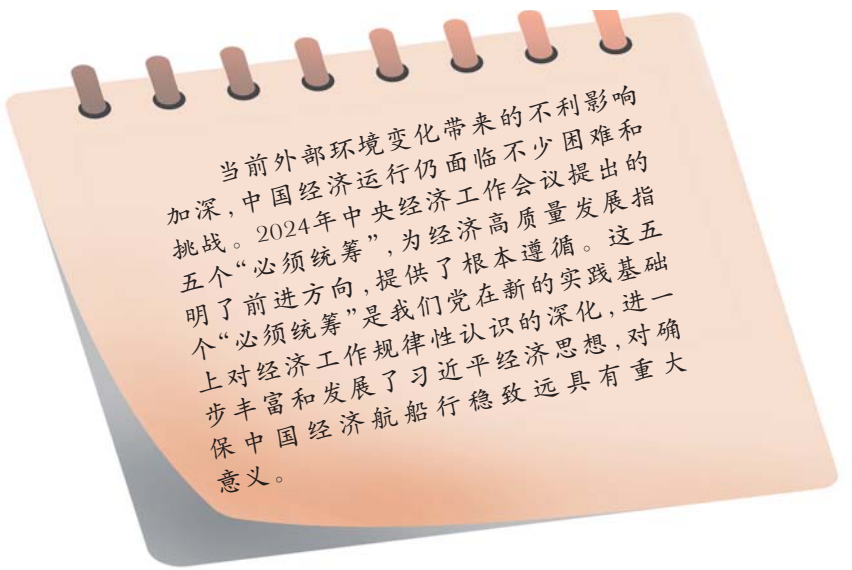 当前外部环境变化带来的不利影响
加深,中国经济运行仍面临不少困难和
挑战。2024年中央经济工作会议提出的
五个“必须统筹”,为经济高质量发展指
明了前进方向,提供了根本遵循。这五
个“必须统筹”是我们党在新的实践基础
上对经济工作规律性认识的深化,进一
步丰富和发展了习近平经济思想,对确
保中国经济航船行稳致远具有重大
意义。